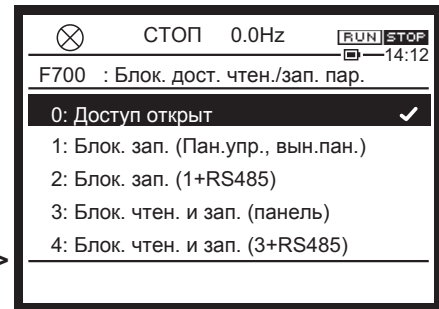 СТОП 0.0Hz RUN STOP
14:12
F700 : Блок. дост. чтен./зап. пар.
0: Доступ открыт
1: Блок. зап. (Пан.упр., вын.пан.)
2: Блок. зап. (1+RS485)
3: Блок. чтен. и зап. (панель)
4: Блок. чтен. и зап. (3+RS485)
>